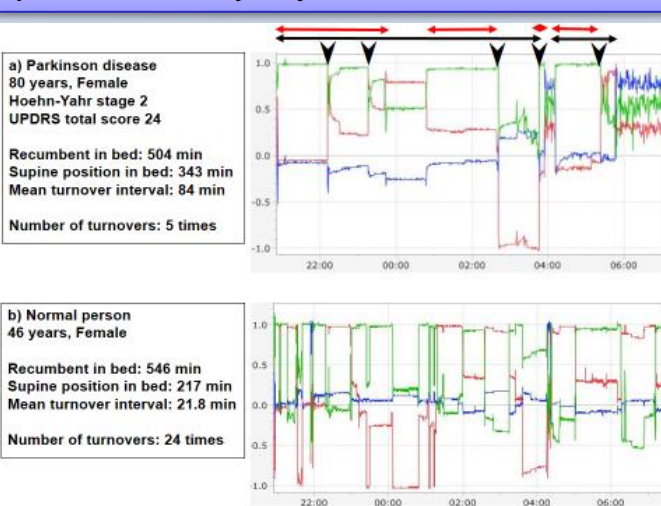 a) Parkinson disease
80 years, Female
Hoehn-Yahr stage 2
UPDRS total score 24
Recumbent in bed: 504 min
Supine position in bed: 343 min
Mean turnover interval: 84 min
Number of turnovers: 5 times
1.0
0.5
0.0
-0.5
-1.0
22:00 00:00 02:00 04:00 06:00
b) Normal person
46 years, Female
Recumbent in bed: 546 min
Supine position in bed: 217 min
Mean turnover interval: 21.8 min
Number of turnovers: 24 times
1.0
0.5
0.0
0.5
1.0
22:00 00:00 02:00 04:00 06:00